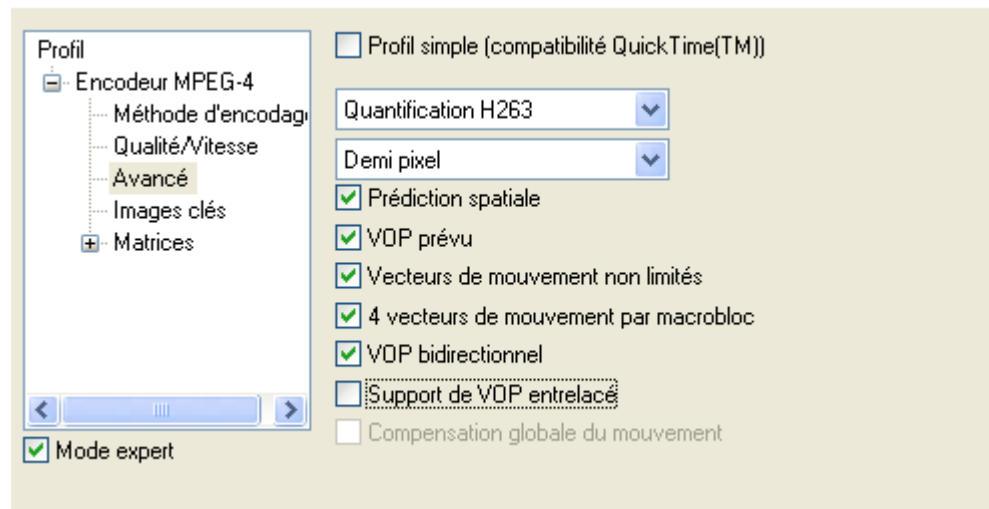 Profil
Encodeur MPEG-4
Méthode d'encodag
Qualité/Vitesse
Avancé
Images clés
Matrices
Mode expert
Profil simple (compatibilité QuickTime(TM))
Quantification H263
Demi pixel
Prédiction spatiale
VOP prévu
Vecteurs de mouvement non limités
4 vecteurs de mouvement par macrobloc
VOP bidirectionnel
Support de VOP entrelacé
Compensation globale du mouvement